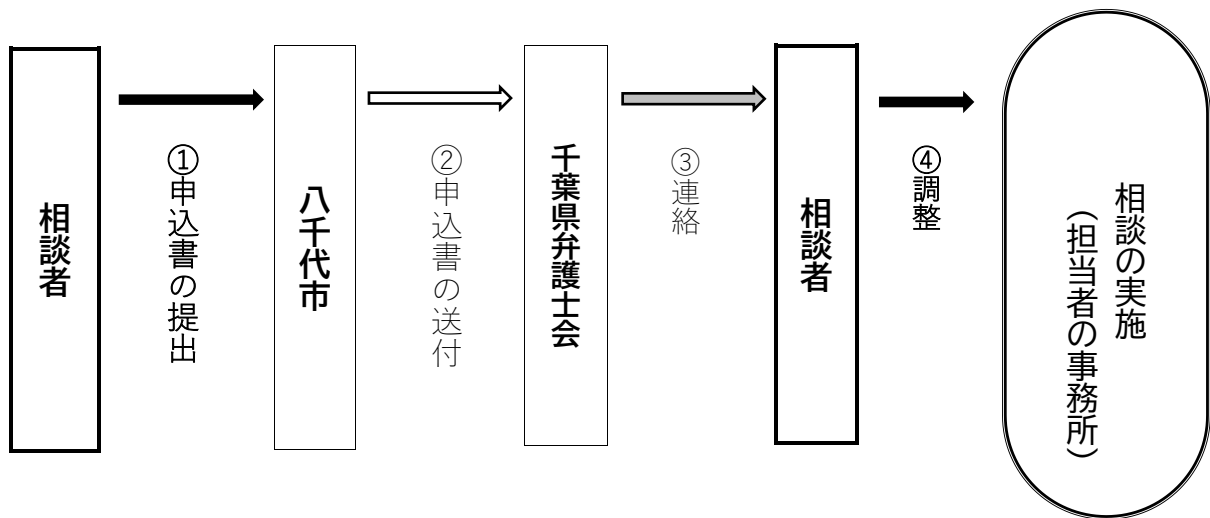 相談者
①申込書の提出
八千代市
②申込書の送付
千葉県弁護士会
③連絡
相談者
④調整
相談の実施
（担当者の事務所）